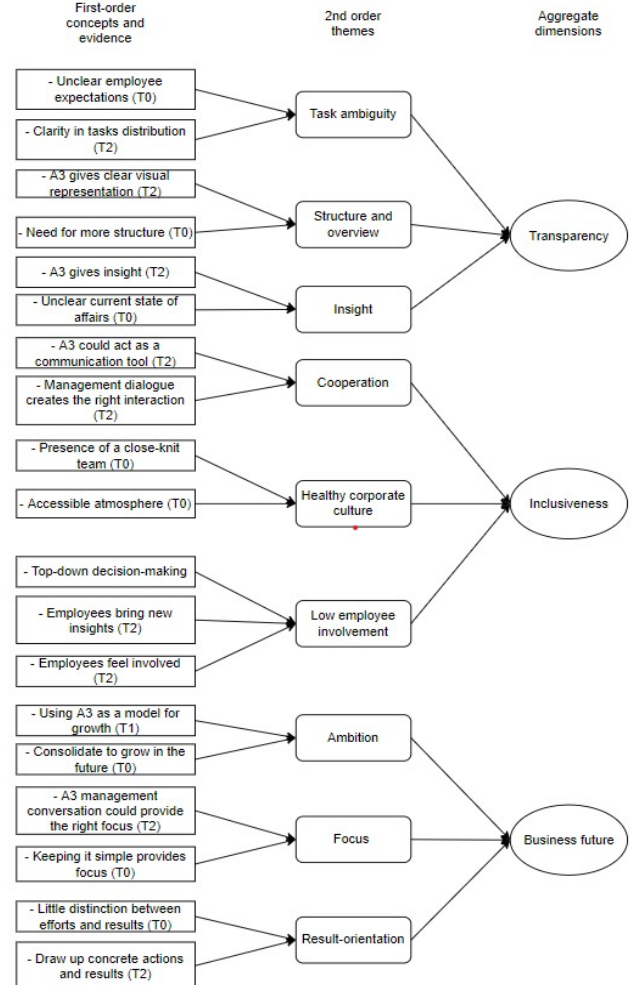 First-order
concepts and
evidence
2nd order
themes
Aggregate
dimensions
- Unclear employee
expectations (T0)
- Clarity in tasks distribution
(T2)
Task ambiguity
- A3 gives clear visual
representation (T2)
- Need for more structure (T0)
Structure and
overview
- A3 gives insight (T2)
- Unclear current state of
affairs (T0)
Insight
Transparency
- A3 could act as a
communication tool (T2)
- Management dialogue
creates the right interaction
(T2)
Cooperation
- Presence of a close-knit
team (T0)
- Accessible atmosphere (T0)
Healthy corporate
culture
- Top-down decision-making
- Employees bring new
insights (T2)
- Employees feel involved
(T2)
Low employee
involvement
Inclusiveness
- Using A3 as a model for
growth (T1)
- Consolidate to grow in the
future (T0)
Ambition
- A3 management
conversation could provide
the right focus (T2)
- Keeping it simple provides
focus (T0)
Focus
- Little distinction between
efforts and results (T0)
- Draw up concrete actions
and results (T2)
Result-orientation
Business future